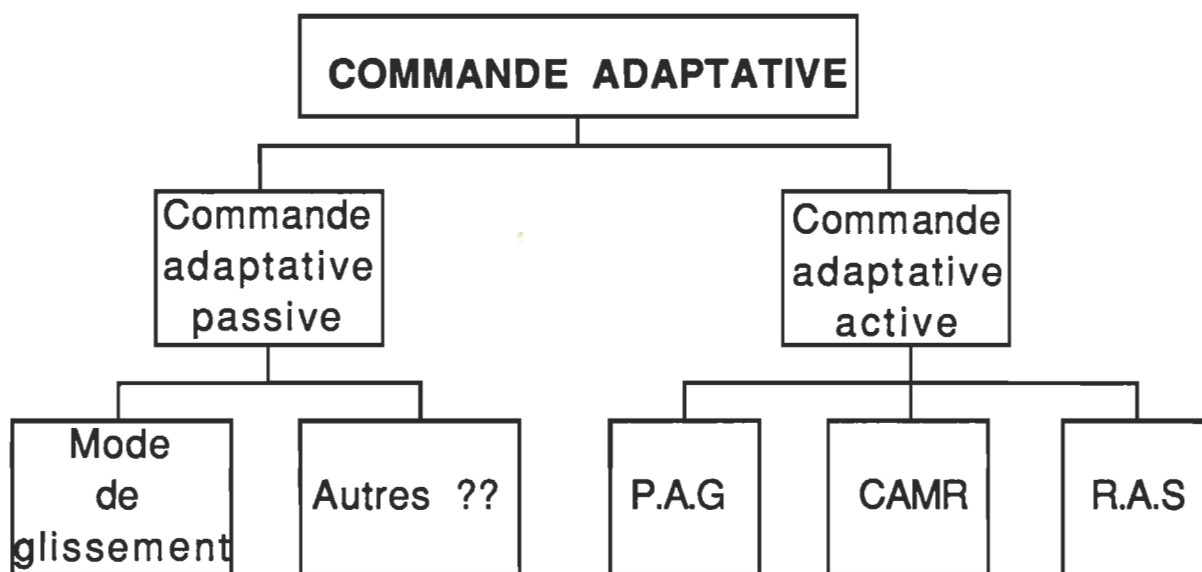 COMMANDE ADAPTATIVE
Commande
adaptative
passive
Commande
adaptative
active
Mode
de
glissement
Autres ??
P.A.G
CAMR
R.A.S